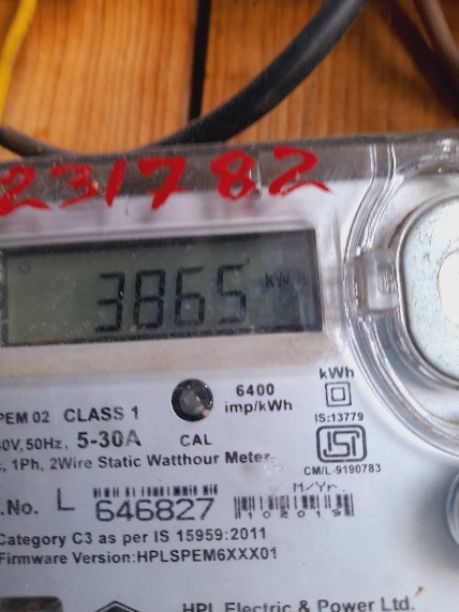 231782
3865 kWh
kWh
6400
imp/kWh
IS:13779
PEM 02 CLASS 1
0V, 50Hz, 5-30A
CAL
CM/L-9190783
, 1Ph, 2Wire Static Watthour Meter
M/Yr.
.No. L 646827
Category C3 as per IS 15959:2011
Firmware Version:HPLSPEM6XXX01
HPL Electric & Power Ltd.